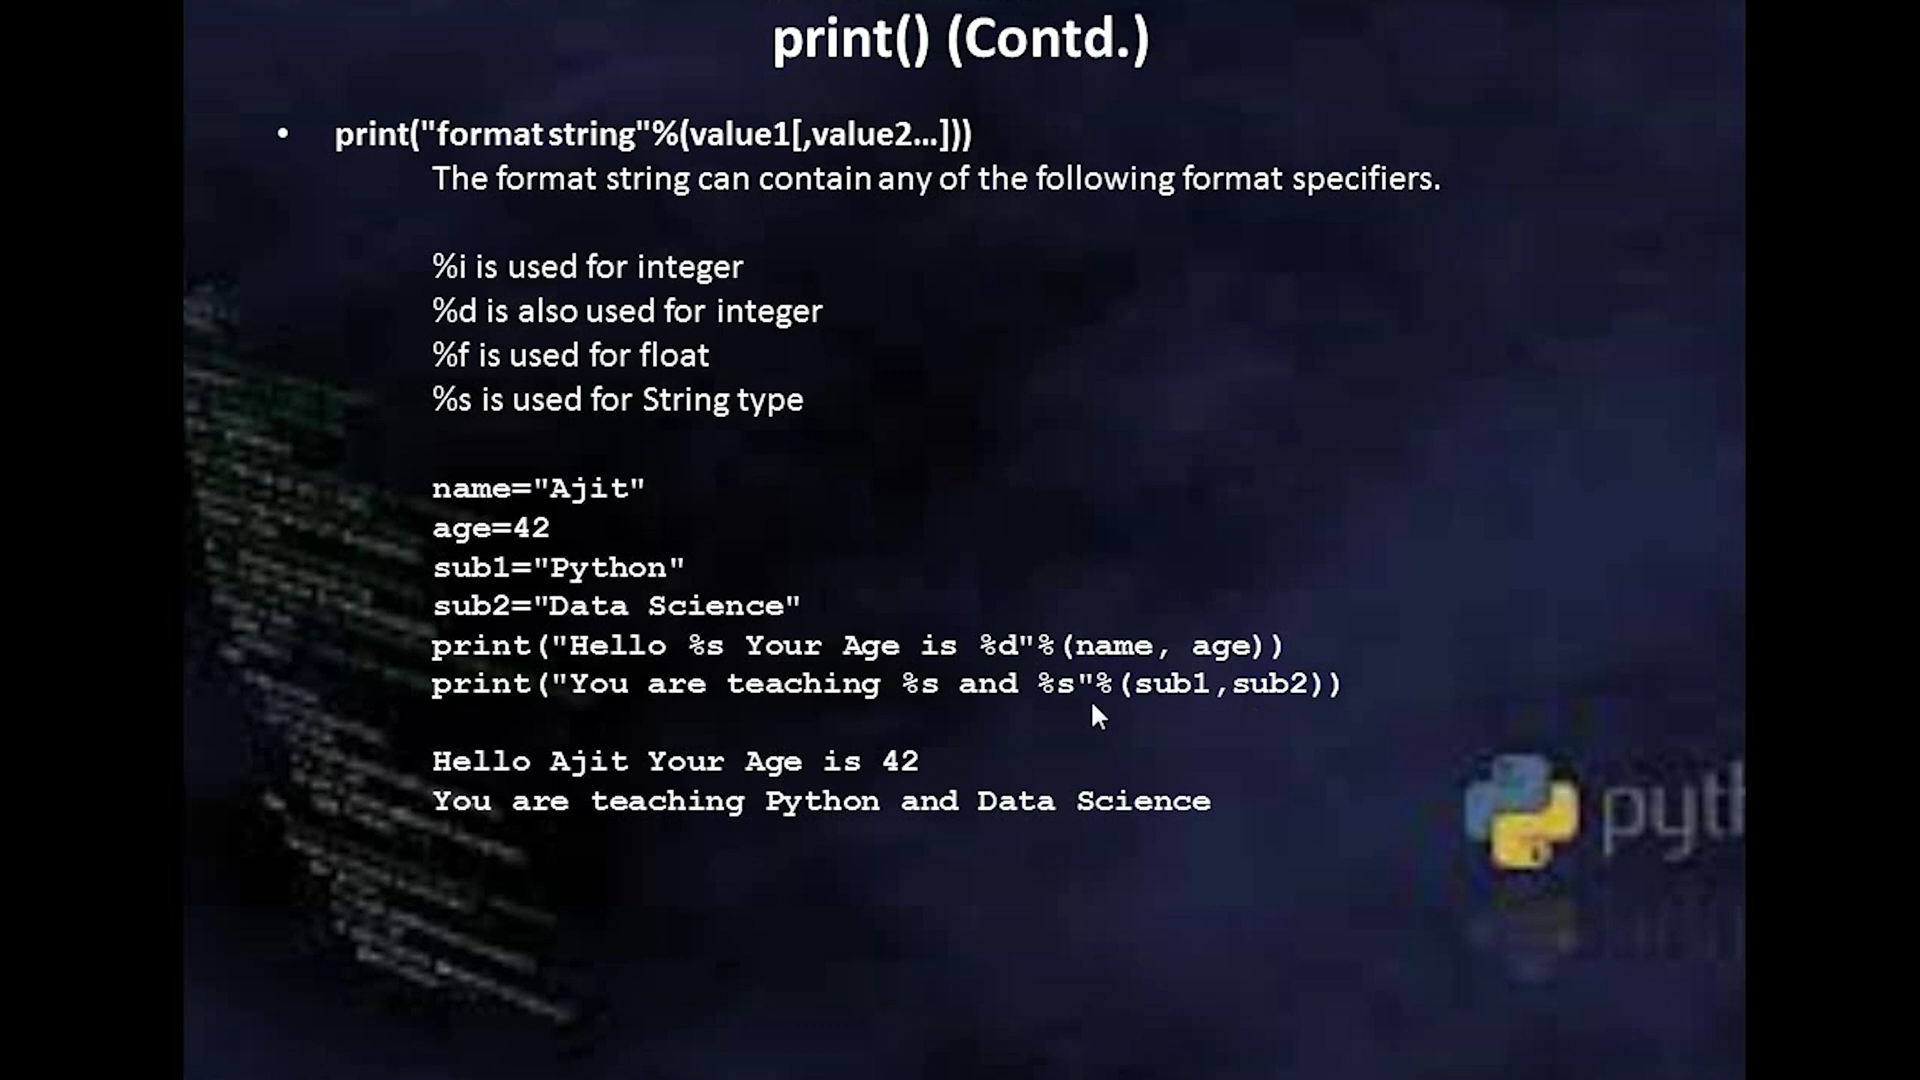 print() (Contd.)
• print("format string"%(value1[,value2...]))
The format string can contain any of the following format specifiers.
%i is used for integer
%d is also used for integer
%f is used for float
%s is used for String type
name="Ajit"
age=42
sub1="Python"
sub2="Data Science"
print("Hello %s Your Age is %d"%(name, age))
print("You are teaching %s and %s"%(sub1,sub2))
Hello Ajit Your Age is 42
You are teaching Python and Data Science
pyth